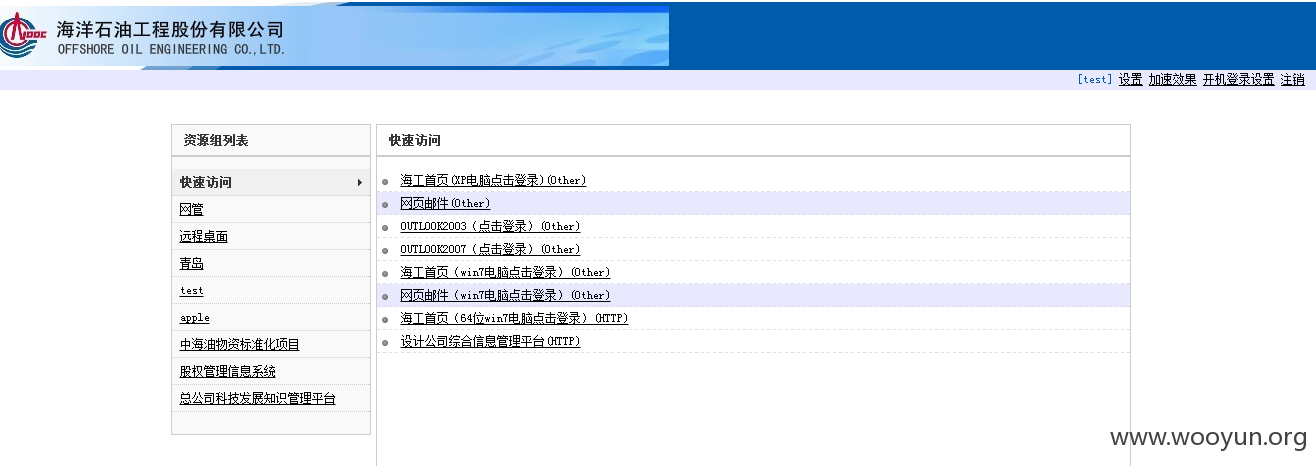 海洋石油工程股份有限公司
OFFSHORE OIL ENGINEERING CO.,LTD.
[test] 设置 加速效果 开机登录设置 注销
资源组列表
快速访问
网管
远程桌面
青岛
test
apple
中海油物资标准化项目
股权管理信息系统
总公司科技发展知识管理平台
快速访问
海工首页(XP电脑点击登录)(Other)
网页邮件(Other)
OUTLOOK2003（点击登录）(Other)
OUTLOOK2007（点击登录）(Other)
海工首页（win7电脑点击登录）(Other)
网页邮件（win7电脑点击登录）(Other)
海工首页（64位win7电脑点击登录）(HTTP)
设计公司综合信息管理平台(HTTP)
www.wooyun.org